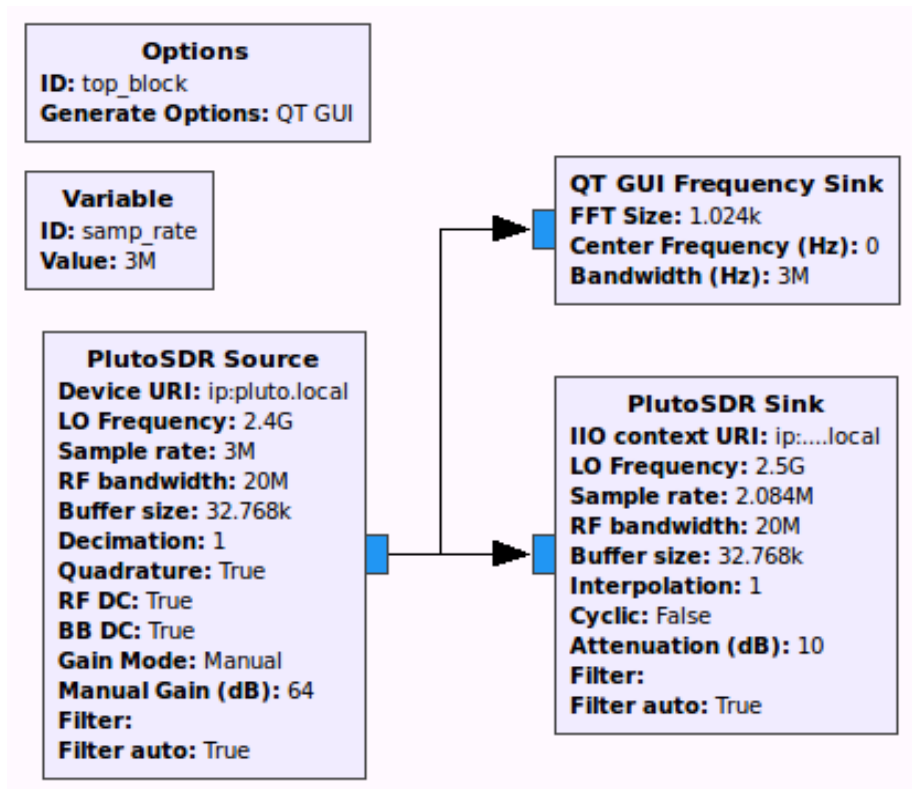 Options
ID: top_block
Generate Options: QT GUI
Variable
ID: samp_rate
Value: 3M
PlutoSDR Source
Device URI: ip:pluto.local
LO Frequency: 2.4G
Sample rate: 3M
RF bandwidth: 20M
Buffer size: 32.768k
Decimation: 1
Quadrature: True
RF DC: True
BB DC: True
Gain Mode: Manual
Manual Gain (dB): 64
Filter:
Filter auto: True
QT GUI Frequency Sink
FFT Size: 1.024k
Center Frequency (Hz): 0
Bandwidth (Hz): 3M
PlutoSDR Sink
IIO context URI: ip:....local
LO Frequency: 2.5G
Sample rate: 2.084M
RF bandwidth: 20M
Buffer size: 32.768k
Interpolation: 1
Cyclic: False
Attenuation (dB): 10
Filter:
Filter auto: True